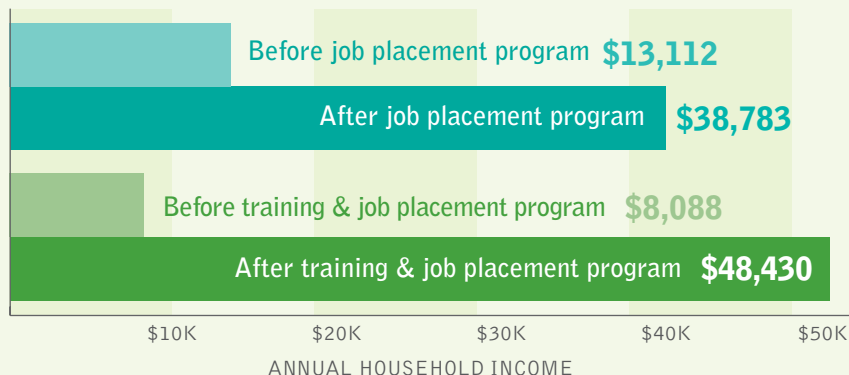 Before job placement program $13,112
After job placement program $38,783
Before training & job placement program $8,088
After training & job placement program $48,430
$10K $20K $30K $40K $50K
ANNUAL HOUSEHOLD INCOME